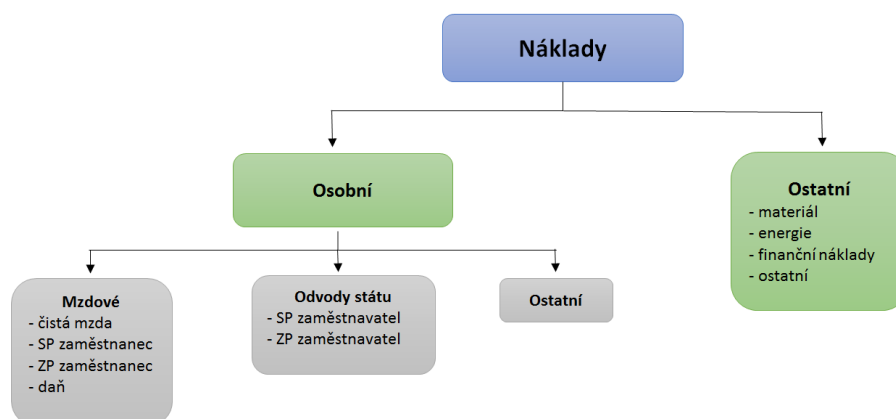 Náklady
Osobní
Ostatní
- materiál
- energie
- finanční náklady
- ostatní
Mzdové
- čistá mzda
- SP zaměstnanec
- ZP zaměstnanec
- daň
Odvody státu
- SP zaměstnavatel
- ZP zaměstnavatel
Ostatní